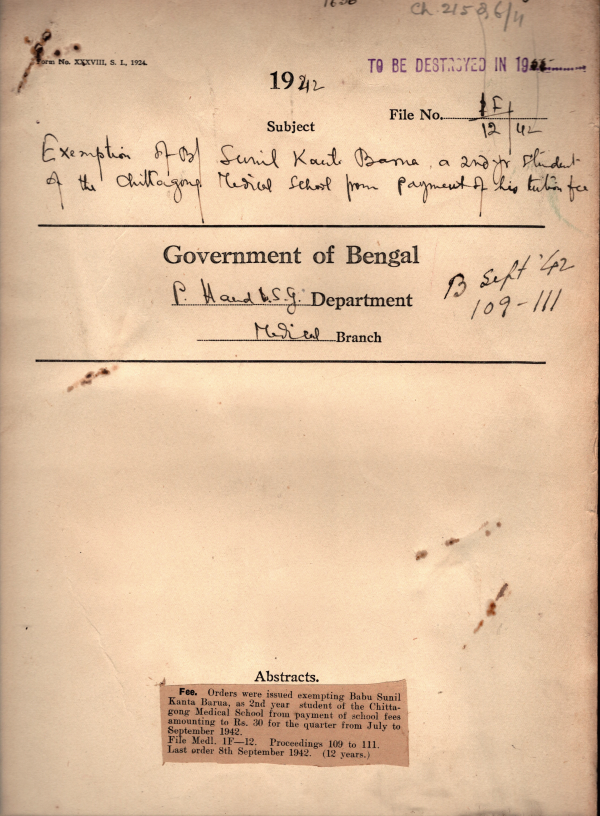 Ch. 215 B, 6/11
Form No. XXXVIII, S. I., 1924.
TO BE DESTROYED IN 19
1942
File No. 1F/
12/42
Subject
Exemption of B/ Sunil Kanta Barua, a 2nd yr student
of the Chittagong Medical School from payment of his tution fee
Government of Bengal
P. H and L.S.G. Department
Medical Branch
B Sept '42
109-111
Abstracts.
Fee. Orders were issued exempting Babu Sunil
Kanta Barua, as 2nd year student of the Chitta-
gong Medical School from payment of school fees
amounting to Rs. 30 for the quarter from July to
September 1942.
File Medl. 1F—12. Proceedings 109 to 111.
Last order 8th September 1942. (12 years.)